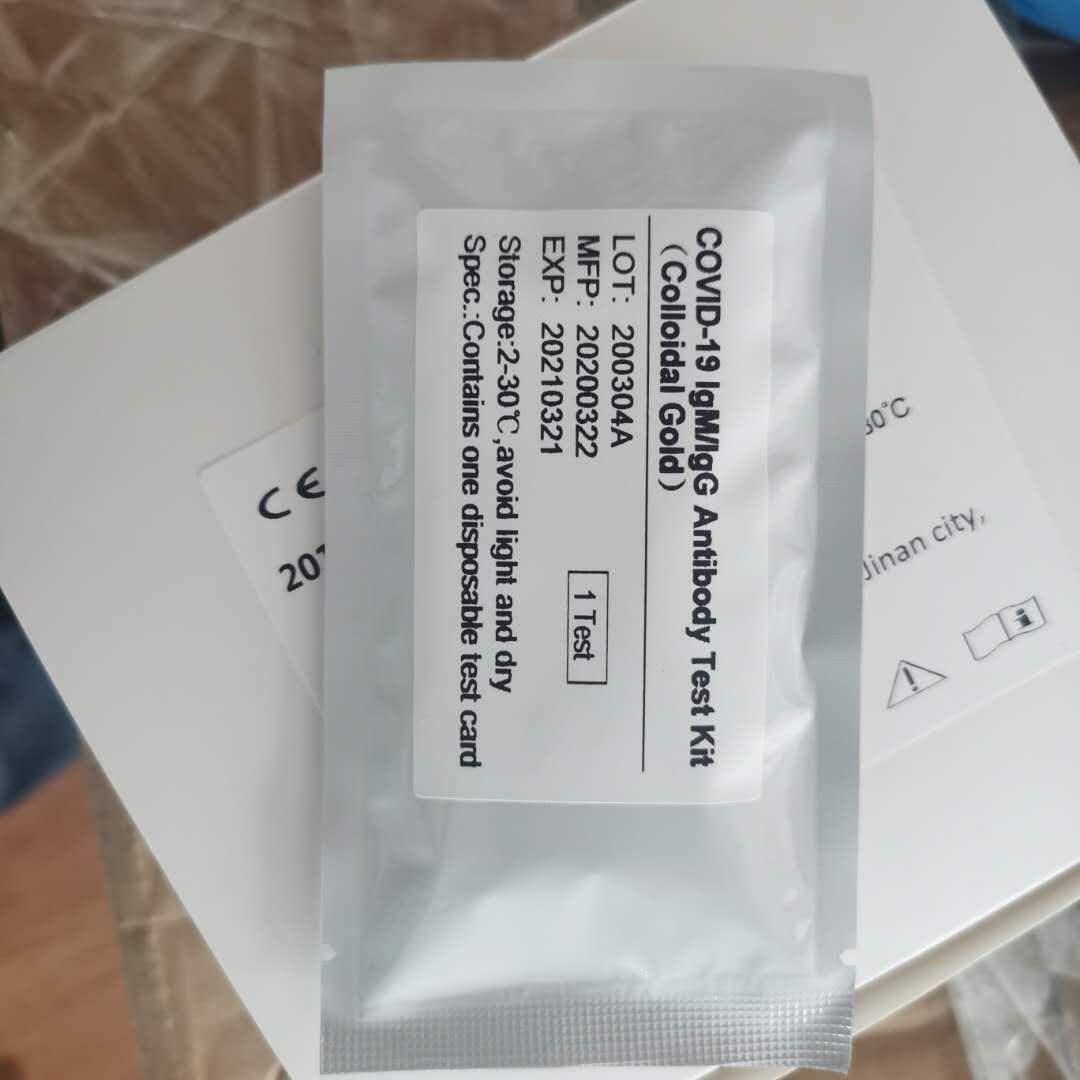 COVID-19 IgM/IgG Antibody Test Kit
（Colloidal Gold）
LOT: 200304A
MFP: 20200322
EXP: 20210321
1 Test
Storage:2-30℃,avoid light and dry
Spec.:Contains one disposable test card
CE
30℃
Jinan city,